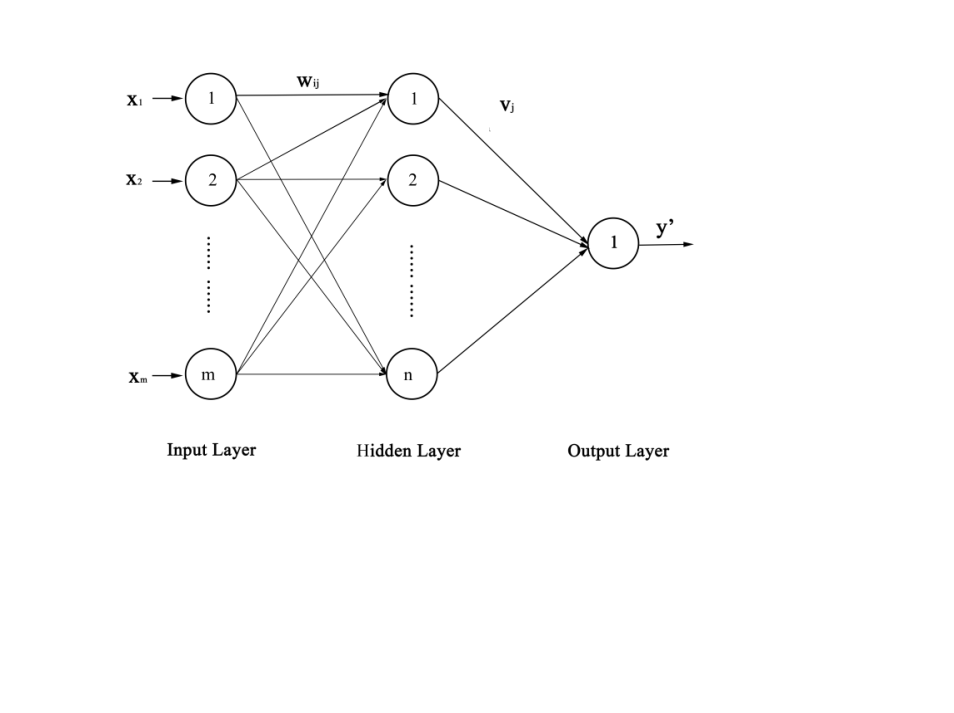 wij
x1 1 1
vj
x2 2 2
1 y’
xm m n
Input Layer Hidden Layer Output Layer